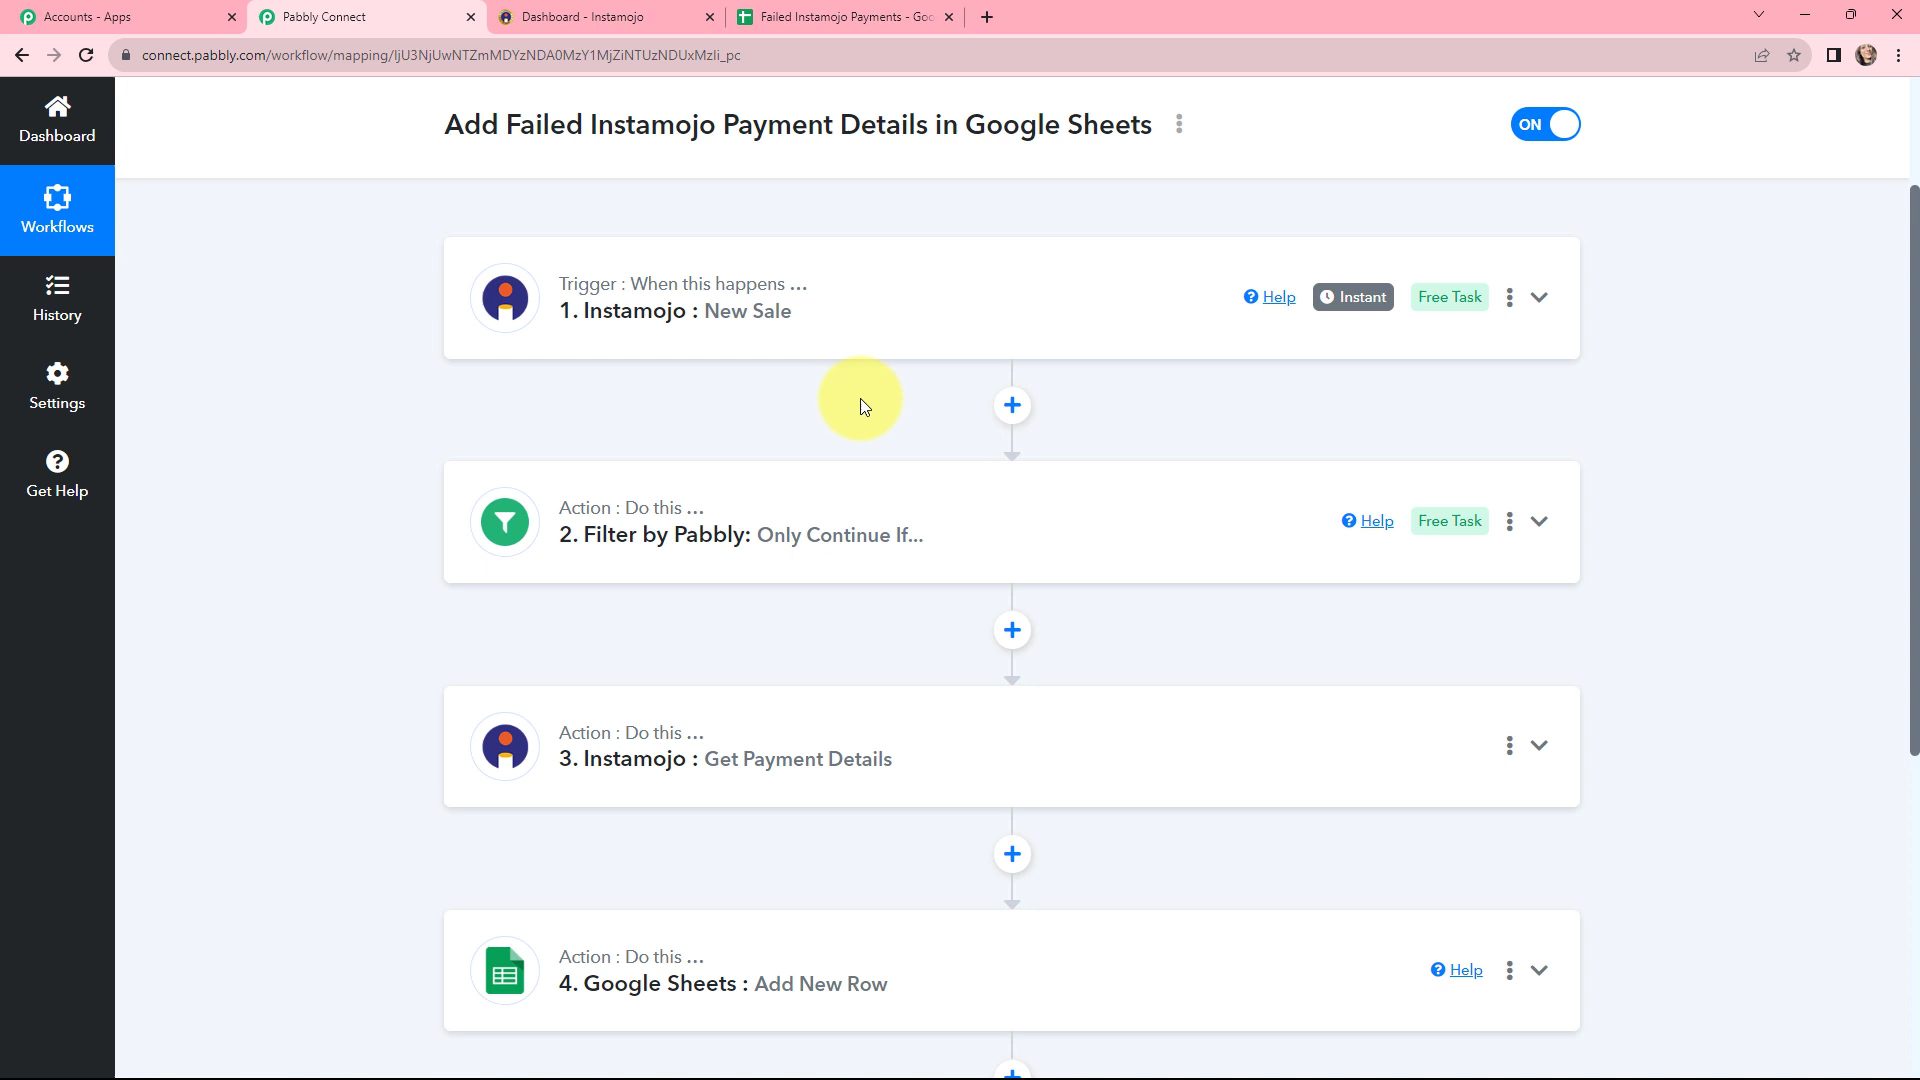 Accounts - Apps
Pabbly Connect
Dashboard - Instamojo
Failed Instamojo Payments - Goo
connect.pabbly.com/workflow/mapping/
Dashboard
Workflows
History
Settings
Get Help
Add Failed Instamojo Payment Details in Google Sheets
ON
Trigger : When this happens ...
1. Instamojo : New Sale
Help
Instant
Free Task
Action : Do this ...
2. Filter by Pabbly: Only Continue If...
Help
Free Task
Action : Do this ...
3. Instamojo : Get Payment Details
Action : Do this ...
4. Google Sheets : Add New Row
Help